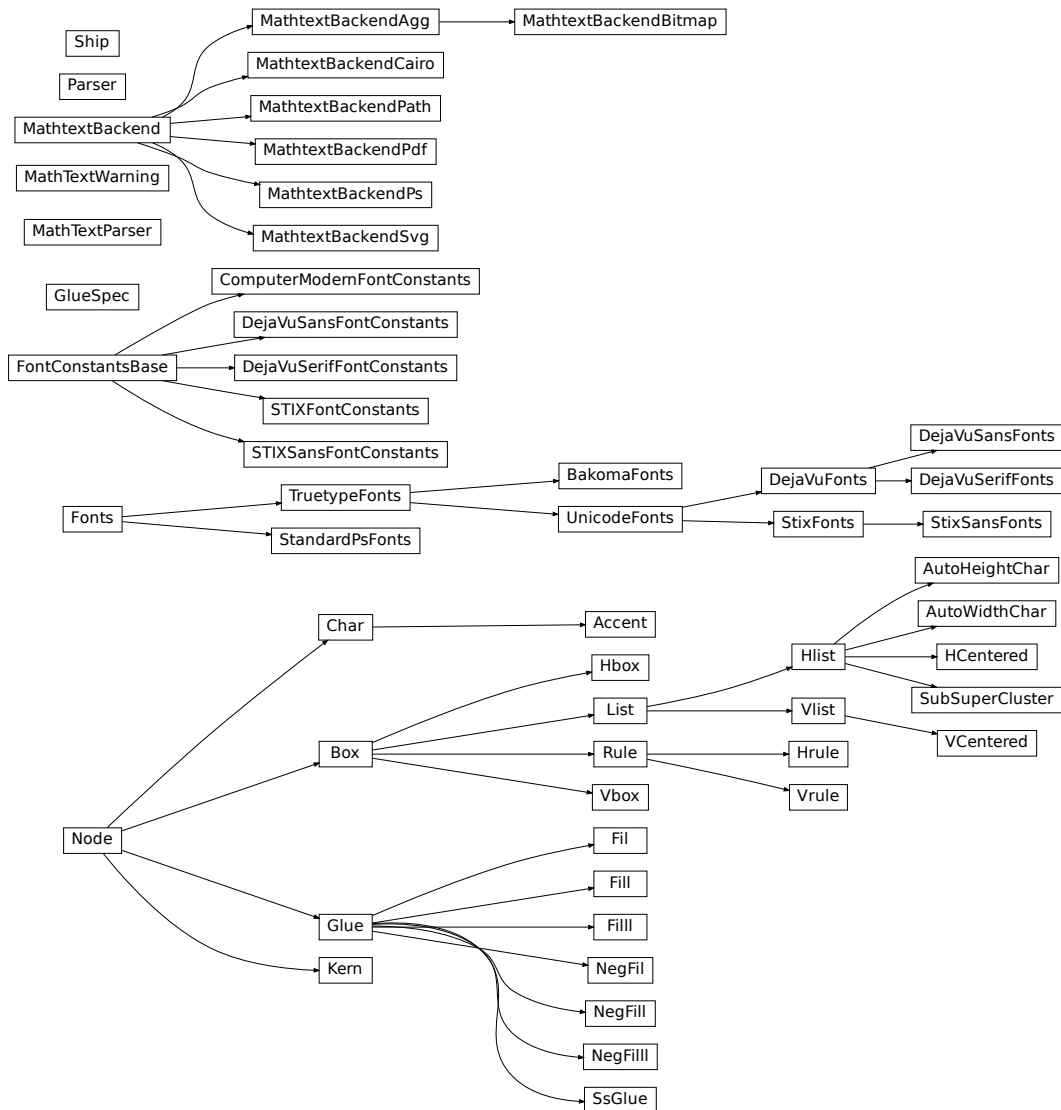 MathtextBackendAgg
MathtextBackendBitmap
Ship
MathtextBackendCairo
Parser
MathtextBackendPath
MathtextBackend
MathtextBackendPdf
MathTextWarning
MathtextBackendPs
MathTextParser
MathtextBackendSvg
ComputerModernFontConstants
GlueSpec
DejaVuSansFontConstants
FontConstantsBase
DejaVuSerifFontConstants
STIXFontConstants
STIXSansFontConstants
DejaVuSansFonts
BakomaFonts
DejaVuFonts
DejaVuSerifFonts
TruetypeFonts
Fonts
UnicodeFonts
StixFonts
StixSansFonts
StandardPsFonts
AutoHeightChar
AutoWidthChar
Char
Accent
Hlist
HCentered
Hbox
SubSuperCluster
List
Vlist
VCentered
Box
Rule
Hrule
Vbox
Vrule
Node
Fil
Fill
Glue
Filll
Kern
NegFil
NegFill
NegFilll
SsGlue